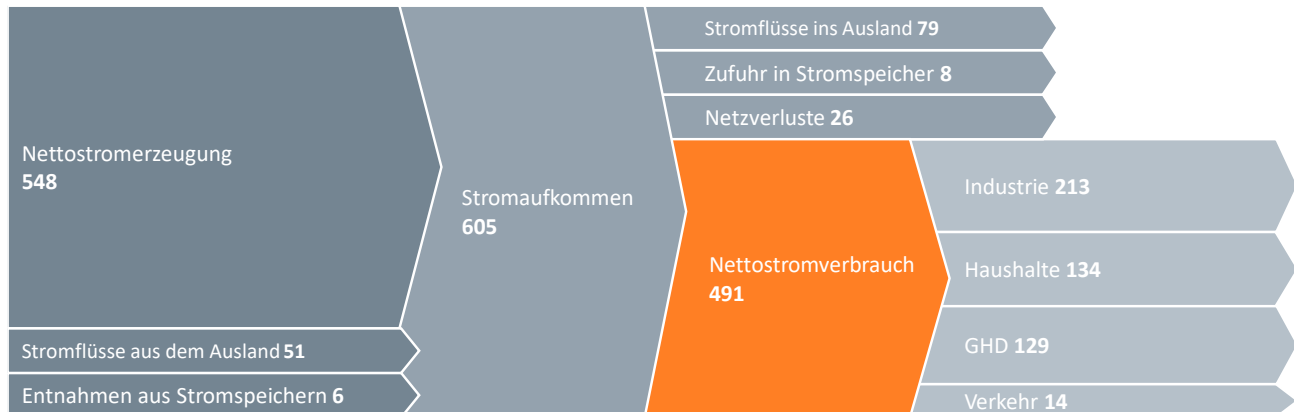 Nettostromerzeugung
548
Stromflüsse aus dem Ausland 51
Entnahmen aus Stromspeichern 6
Stromaufkommen
605
Stromflüsse ins Ausland 79
Zufuhr in Stromspeicher 8
Netzverluste 26
Nettostromverbrauch
491
Industrie 213
Haushalte 134
GHD 129
Verkehr 14